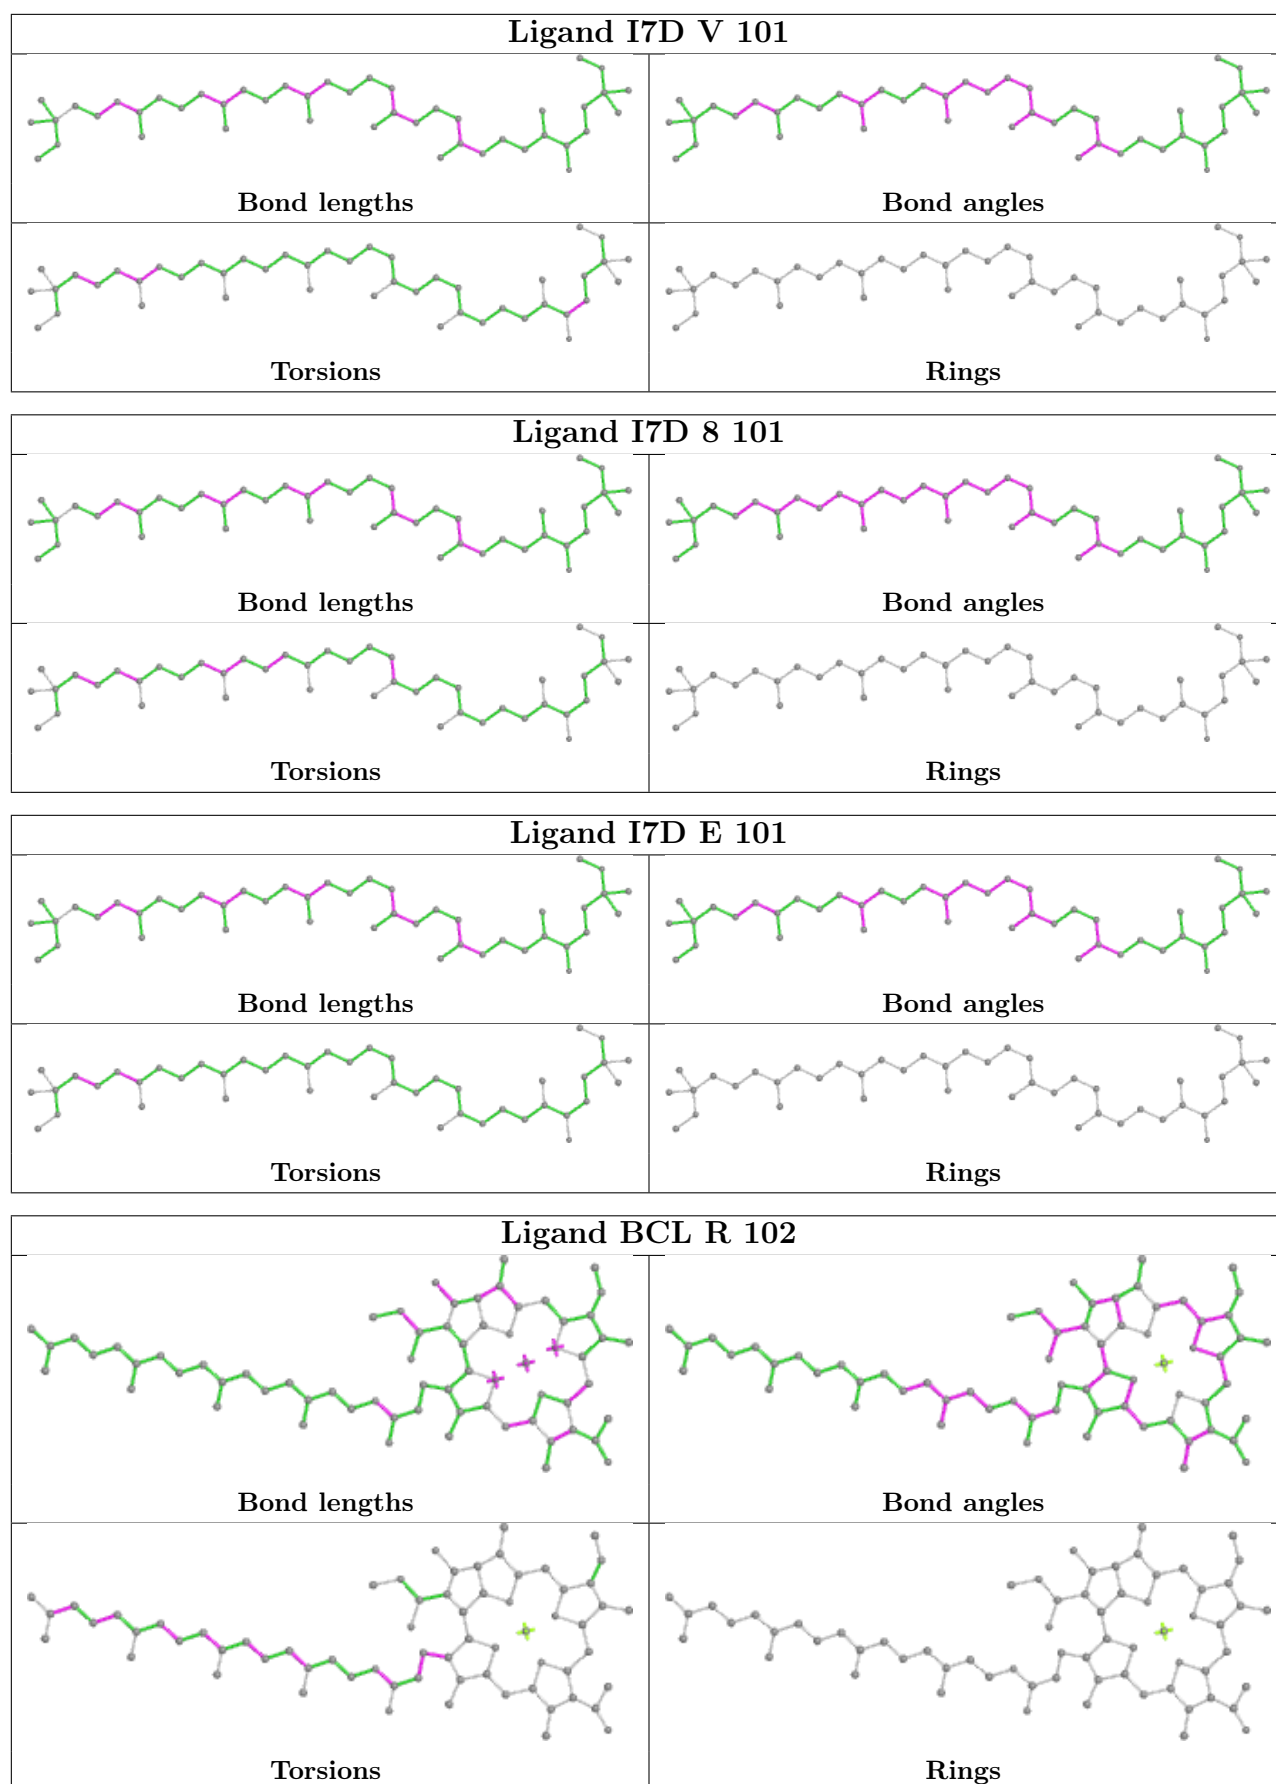 Ligand I7D V 101
Bond lengths
Bond angles
Torsions
Rings
Ligand I7D 8 101
Bond lengths
Bond angles
Torsions
Rings
Ligand I7D E 101
Bond lengths
Bond angles
Torsions
Rings
Ligand BCL R 102
Bond lengths
Bond angles
Torsions
Rings